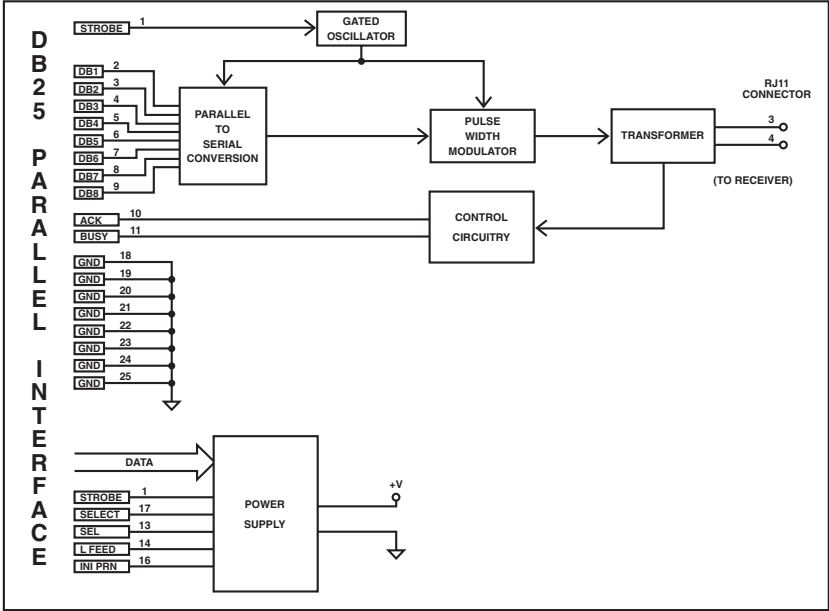 DB25 PARALLEL INTERFACE
STROBE 1
GATED
OSCILLATOR
DB1 2
DB2 3
DB3 4
DB4 5
DB5 6
DB6 7
DB7 8
DB8 9
PARALLEL
TO
SERIAL
CONVERSION
PULSE
WIDTH
MODULATOR
TRANSFORMER
RJ11
CONNECTOR
3
4
(TO RECEIVER)
ACK 10
BUSY 11
CONTROL
CIRCUITRY
GND 18
GND 19
GND 20
GND 21
GND 22
GND 23
GND 24
GND 25
DATA
STROBE 1
SELECT 17
SEL 13
L FEED 14
INI PRN 16
POWER
SUPPLY
+V